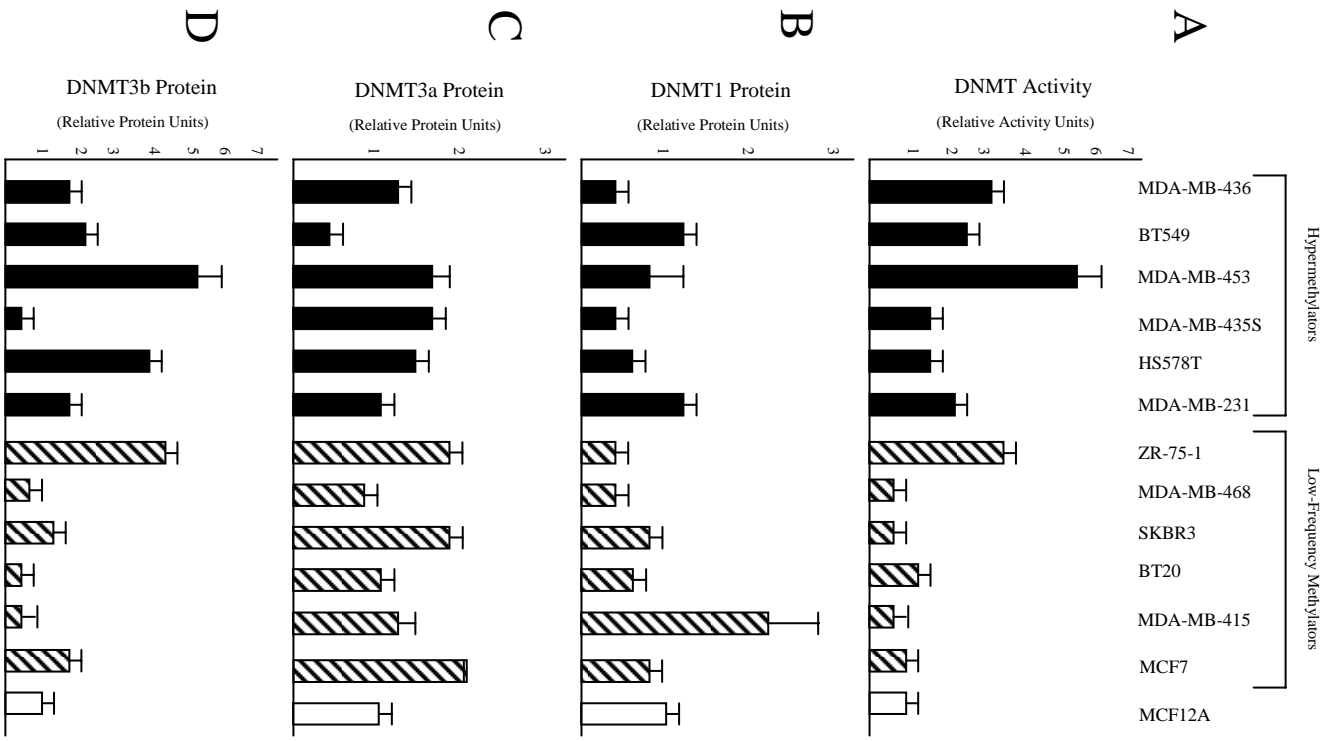 A
DNMT Activity
(Relative Activity Units)
1
2
3
4
5
6
7
B
DNMT1 Protein
(Relative Protein Units)
1
2
3
C
DNMT3a Protein
(Relative Protein Units)
1
2
3
D
DNMT3b Protein
(Relative Protein Units)
1
2
3
4
5
6
7
Hypermethylators
MDA-MB-436
BT549
MDA-MB-453
MDA-MB-435S
HS578T
MDA-MB-231
Low-Frequency Methylators
ZR-75-1
MDA-MB-468
SKBR3
BT20
MDA-MB-415
MCF7
MCF12A